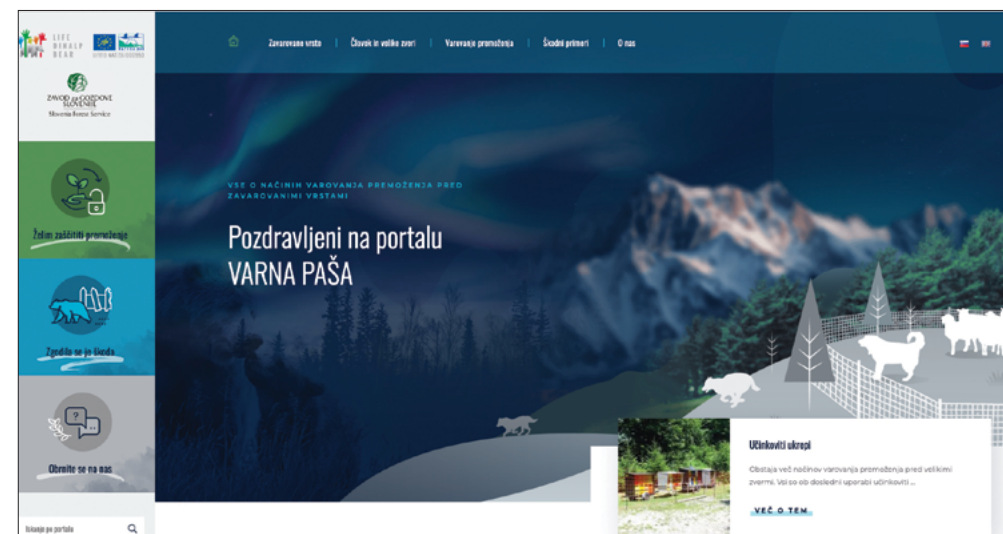 LIFE
DINALP
BEAR
ZAVOD za GOZDOVE
SLOVENIJE
Slovenia Forest Service
Želim zaščititi premoženje
Zgodila se je škoda
Obrnite se na nas
Iskanje po portalu
Zavarovane vrste | Človek in velike zveri | Varovanje premoženja | Škodni primeri | O nas
VSE O NAČINIH VAROVANJA PREMOŽENJA PRED
ZAVAROVANIMI VRSTAMI
Pozdravljeni na portalu
VARNA PAŠA
Učinkoviti ukrepi
Obstaja več načinov varovanja premoženja pred velikimi
zvermi. Vsi so ob dosledni uporabi učinkoviti ...
VEČ O TEM